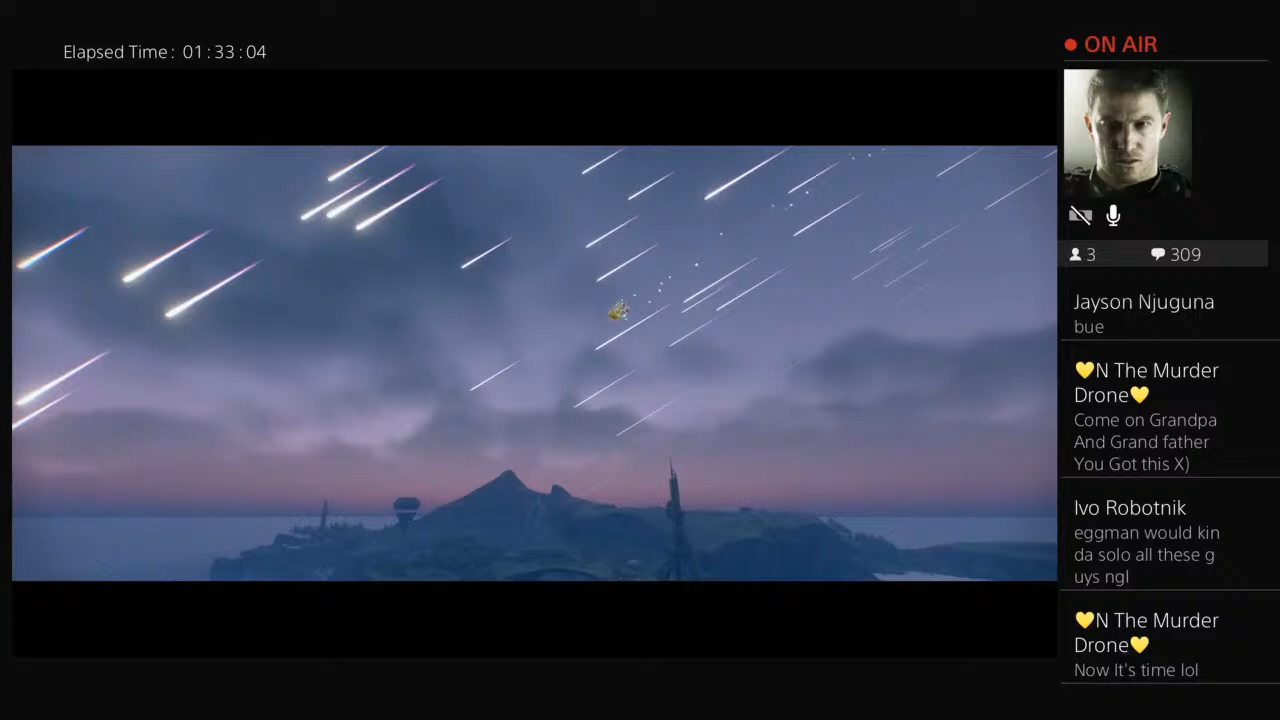 Elapsed Time: 01:33:04
ON AIR
3 309
Jayson Njuguna
bue
💛N The Murder
Drone💛
Come on Grandpa
And Grand father
You Got this X)
Ivo Robotnik
eggman would kin
da solo all these g
uys ngl
💛N The Murder
Drone💛
Now It's time lol